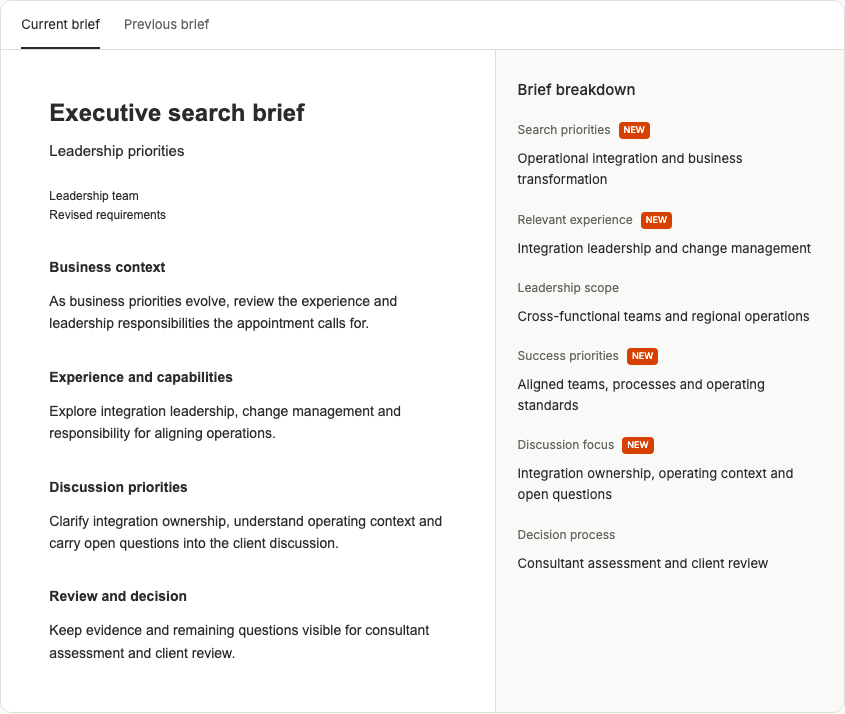 Current brief
Previous brief
Executive search brief
Leadership priorities
Leadership team
Revised requirements
Business context
As business priorities evolve, review the experience and
leadership responsibilities the appointment calls for.
Experience and capabilities
Explore integration leadership, change management and
responsibility for aligning operations.
Discussion priorities
Clarify integration ownership, understand operating context and
carry open questions into the client discussion.
Review and decision
Keep evidence and remaining questions visible for consultant
assessment and client review.
Brief breakdown
Search priorities NEW
Operational integration and business
transformation
Relevant experience NEW
Integration leadership and change management
Leadership scope
Cross-functional teams and regional operations
Success priorities NEW
Aligned teams, processes and operating
standards
Discussion focus NEW
Integration ownership, operating context and
open questions
Decision process
Consultant assessment and client review